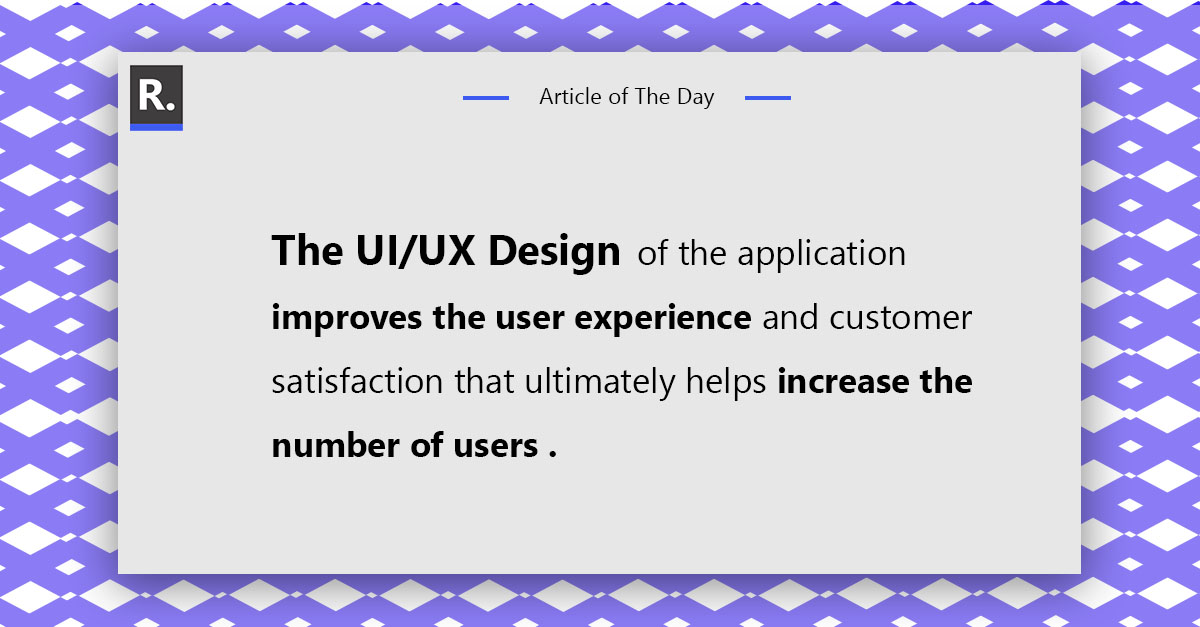 R.
Article of The Day
The UI/UX Design of the application
improves the user experience and customer
satisfaction that ultimately helps increase the
number of users .